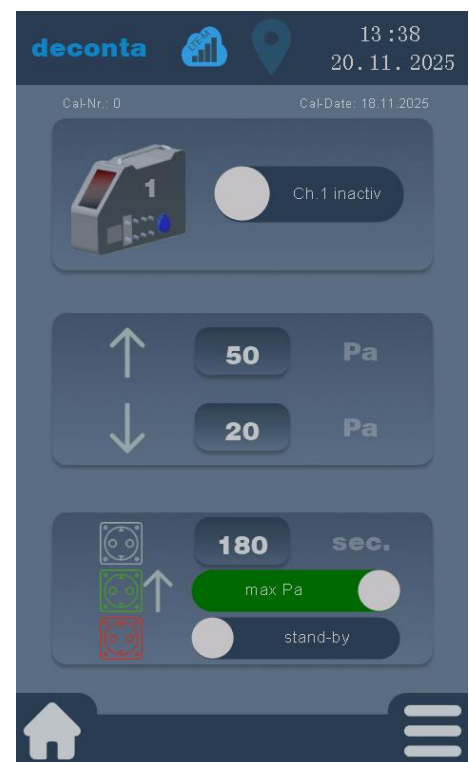 deconta
LTEM
13:38
20.11.2025
Cal-Nr.: 0
Cal-Date: 18.11.2025
1
Ch.1 inactiv
50 Pa
20 Pa
180 sec.
max Pa
stand-by